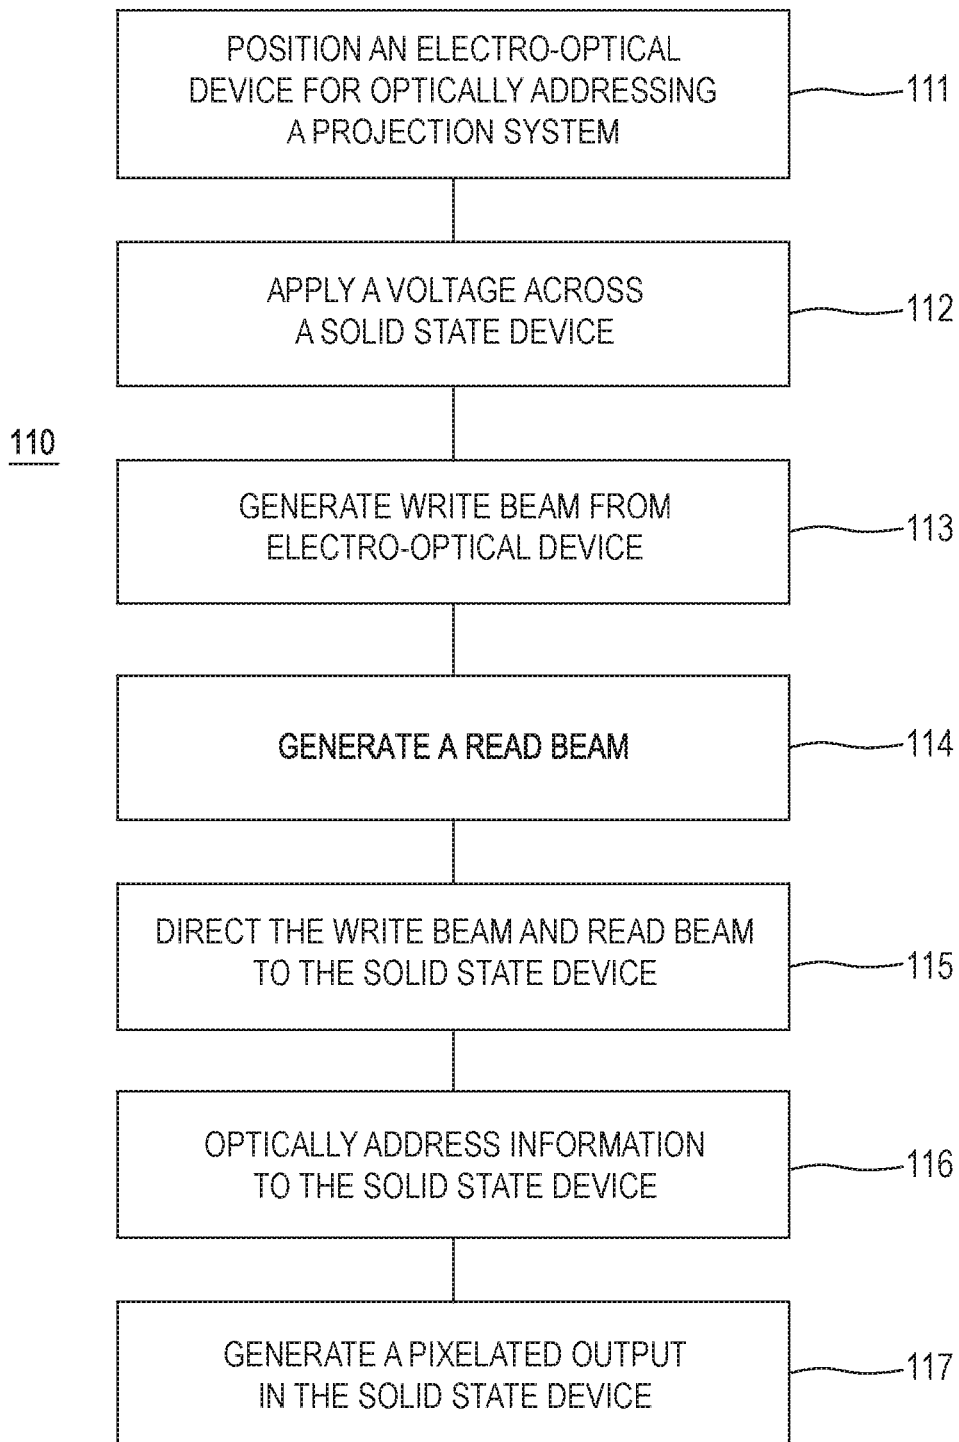 POSITION AN ELECTRO-OPTICAL
DEVICE FOR OPTICALLY ADDRESSING
A PROJECTION SYSTEM
111
APPLY A VOLTAGE ACROSS
A SOLID STATE DEVICE
112
110
GENERATE WRITE BEAM FROM
ELECTRO-OPTICAL DEVICE
113
GENERATE A READ BEAM
114
DIRECT THE WRITE BEAM AND READ BEAM
TO THE SOLID STATE DEVICE
115
OPTICALLY ADDRESS INFORMATION
TO THE SOLID STATE DEVICE
116
GENERATE A PIXELATED OUTPUT
IN THE SOLID STATE DEVICE
117